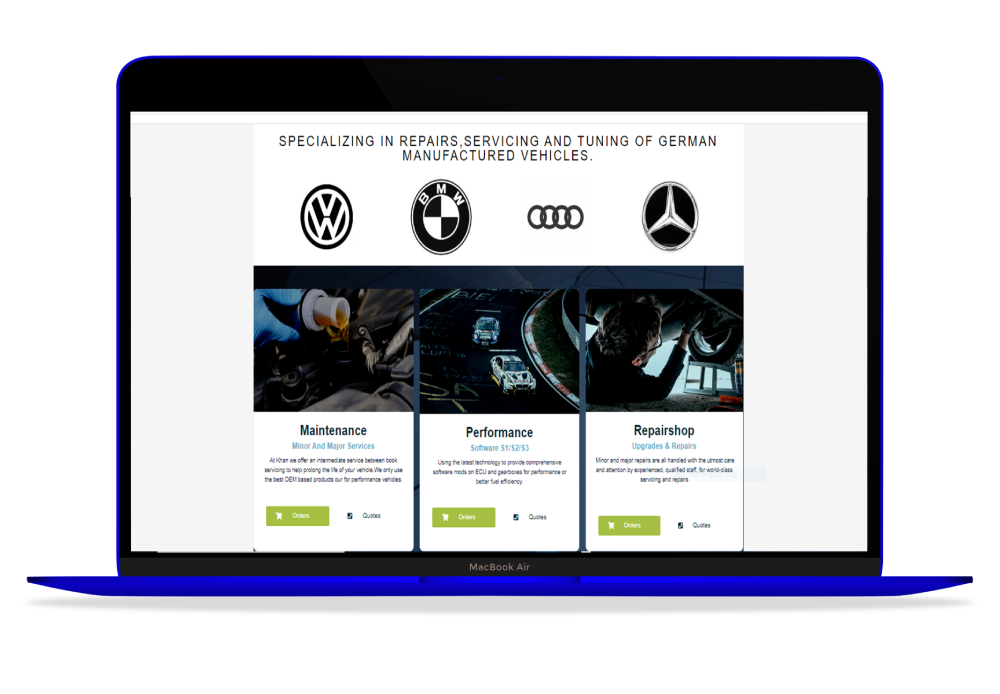 SPECIALIZING IN REPAIRS,SERVICING AND TUNING OF GERMAN
MANUFACTURED VEHICLES.
BMW
Maintenance
Minor And Major Services
At Khan we offer an intermediate service between book
servicing to help prolong the life of your vehicle.We only use
the best OEM based products our for performance vehicles.
Orders
Quotes
Performance
Software S1/S2/S3
Using the latest technology to provide comprehensive
software mods on ECU and gearboxes for performance or
better fuel efficiency.
Orders
Quotes
Repairshop
Upgrades & Repairs
Minor and major repairs are all handled with the utmost care
and attention by experienced, qualified staff, for world-class
servicing and repairs
Orders
Quotes
MacBook Air